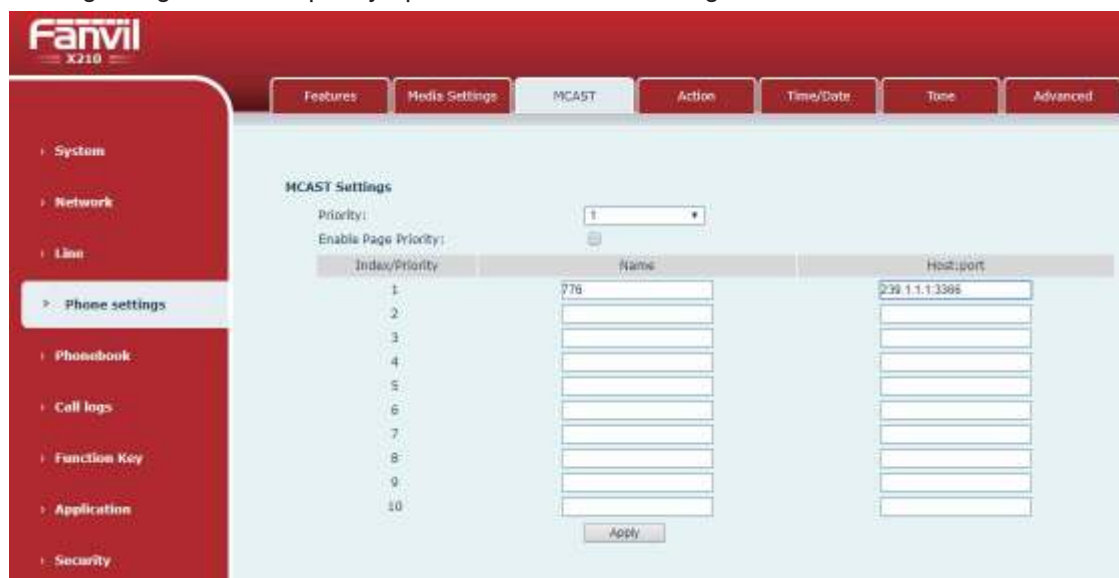 Fanvil
X210
Features Media Settings MCAST Action Time/Date Tone Advanced
System
Network
Line
Phone settings
Phonebook
Call logs
Function Key
Application
Security
MCAST Settings
Priority: 1
Enable Page Priority:
Index/Priority Name Host:port
1 776 239.1.1.1:3366
2
3
4
5
6
7
8
9
10
Apply